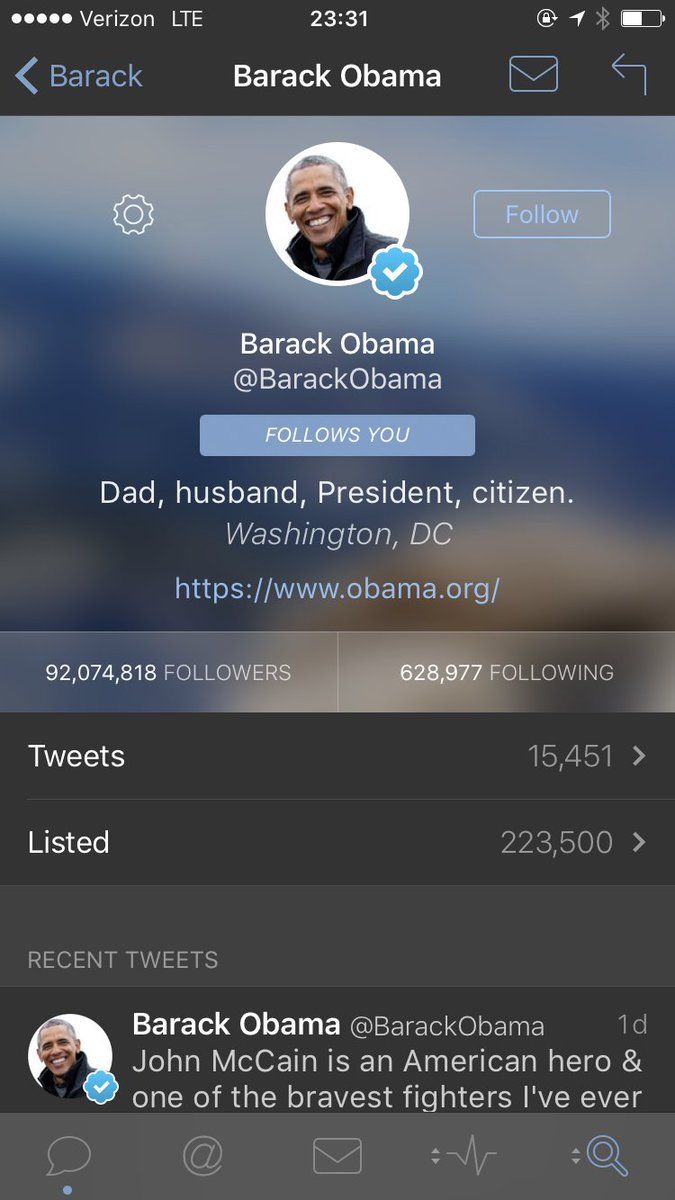 Verizon LTE 23:31
Barack Barack Obama
Follow
Barack Obama
@BarackObama
FOLLOWS YOU
Dad, husband, President, citizen.
Washington, DC
https://www.obama.org/
92,074,818 FOLLOWERS 628,977 FOLLOWING
Tweets 15,451
Listed 223,500
RECENT TWEETS
Barack Obama @BarackObama 1d
John McCain is an American hero &
one of the bravest fighters I've ever
@